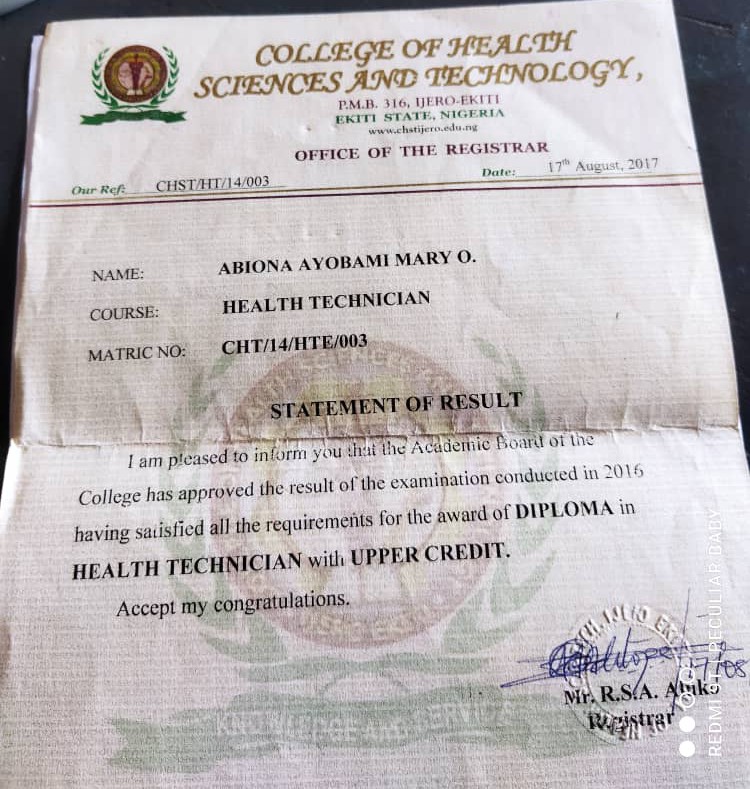 COLLEGE OF HEALTH
SCIENCES AND TECHNOLOGY,
P.M.B. 316, IJERO-EKITI
EKITI STATE, NIGERIA
www.chstijero.edu.ng
OFFICE OF THE REGISTRAR
Our Ref: CHST/HT/14/003 Date: 17th August, 2017
NAME: ABIONA AYOBAMI MARY O.
COURSE: HEALTH TECHNICIAN
MATRIC NO: CHT/14/HTE/003
STATEMENT OF RESULT
I am pleased to inform you that the Academic Board of the
College has approved the result of the examination conducted in 2016
having satisfied all the requirements for the award of DIPLOMA in
HEALTH TECHNICIAN with UPPER CREDIT.
Accept my congratulations.
Mr. R.S.A.
Registrar
REDMI 9T PECULIAR BABY